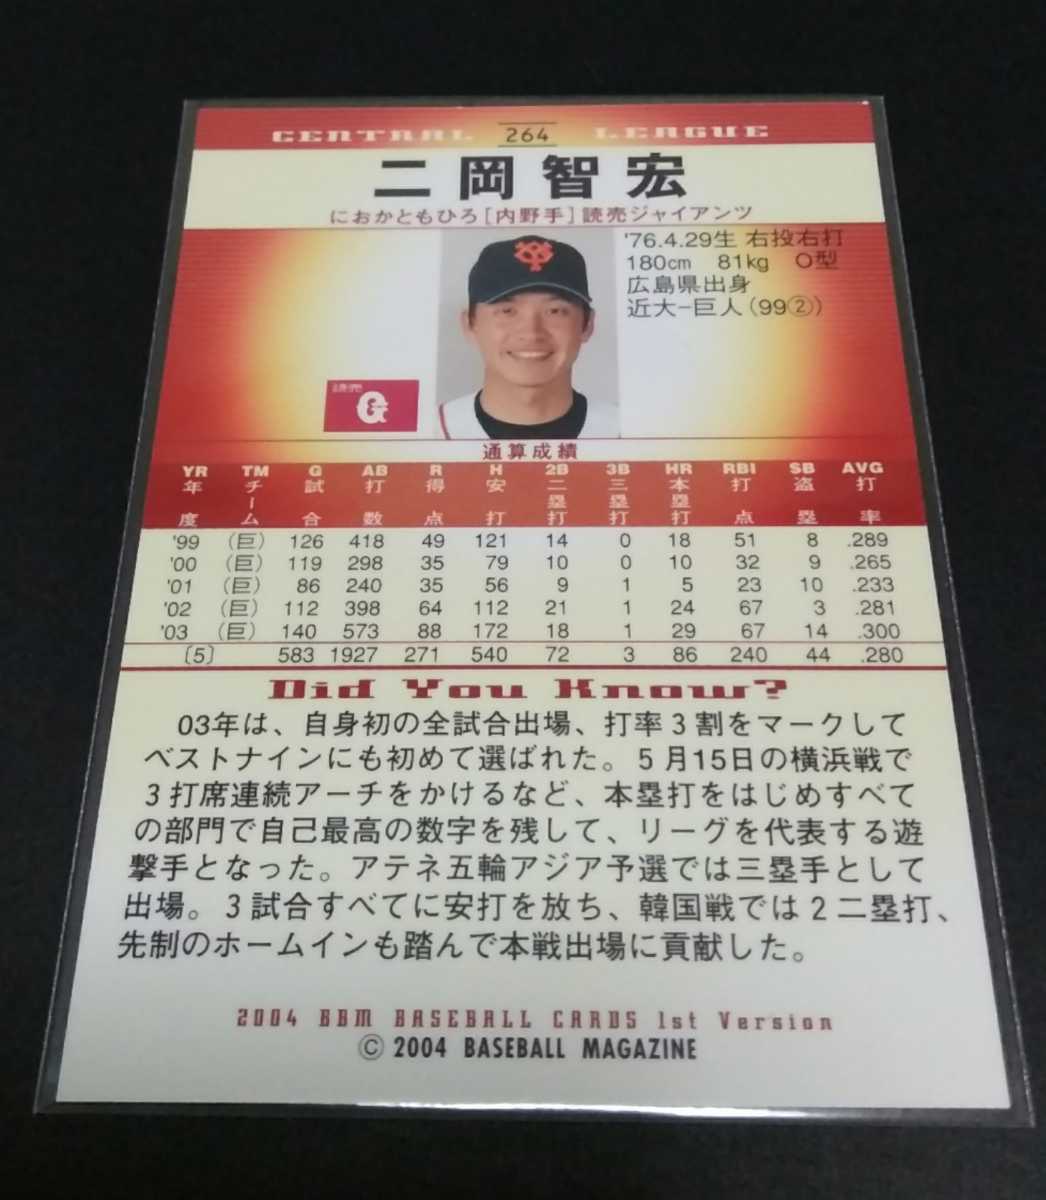 CENTRAL 264 LEAGUE
二岡智宏
におかともひろ[内野手]読売ジャイアンツ
'76.4.29生 右投右打
180cm 81kg O型
広島県出身
近大-巨人(99②)
読売
G
通算成績
YR TM G AB R H 2B 3B HR RBI SB AVG
年度 チーム 試合 打数 得点 安打 二塁打 三塁打 本塁打 打点 盗塁 打率
'99 (巨) 126 418 49 121 14 0 18 51 8 .289
'00 (巨) 119 298 35 79 10 0 10 32 9 .265
'01 (巨) 86 240 35 56 9 1 5 23 10 .233
'02 (巨) 112 398 64 112 21 1 24 67 3 .281
'03 (巨) 140 573 88 172 18 1 29 67 14 .300
[5] 583 1927 271 540 72 3 86 240 44 .280
Did You Know?
03年は、自身初の全試合出場、打率3割をマークして
ベストナインにも初めて選ばれた。5月15日の横浜戦で
3打席連続アーチをかけるなど、本塁打をはじめすべて
の部門で自己最高の数字を残して、リーグを代表する遊
撃手となった。アテネ五輪アジア予選では三塁手として
出場。3試合すべてに安打を放ち、韓国戦では2二塁打、
先制のホームインも踏んで本戦出場に貢献した。
2004 BBM BASEBALL CARDS 1st Version
© 2004 BASEBALL MAGAZINE